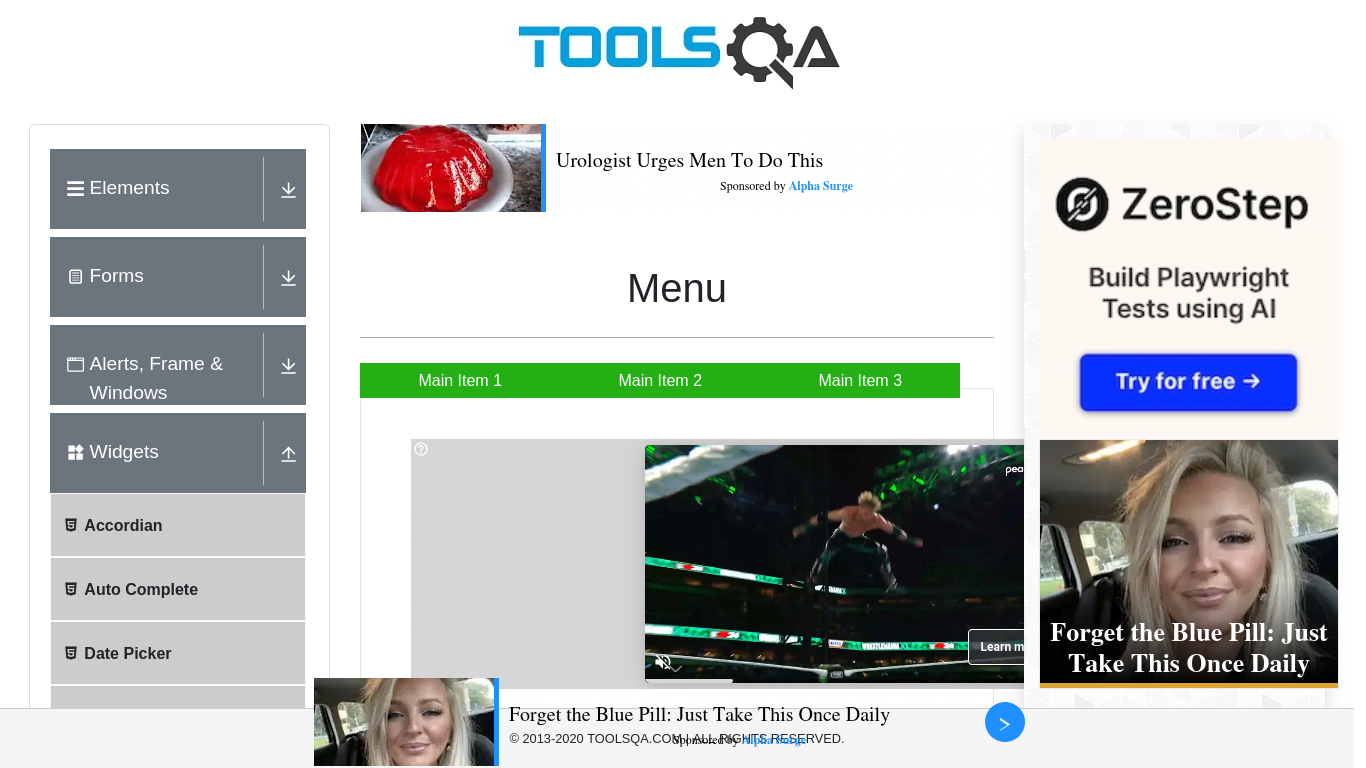 TOOLSQA
Elements
Forms
Alerts, Frame &
Windows
Widgets
Accordian
Auto Complete
Date Picker
Urologist Urges Men To Do This
Sponsored by Alpha Surge
Menu
Main Item 1
Main Item 2
Main Item 3
pea
Learn m
ZeroStep
Build Playwright
Tests using AI
Try for free →
Forget the Blue Pill: Just
Take This Once Daily
Forget the Blue Pill: Just Take This Once Daily
Sponsored by Alpha Surge
© 2013-2020 TOOLSQA.COM | ALL RIGHTS RESERVED.